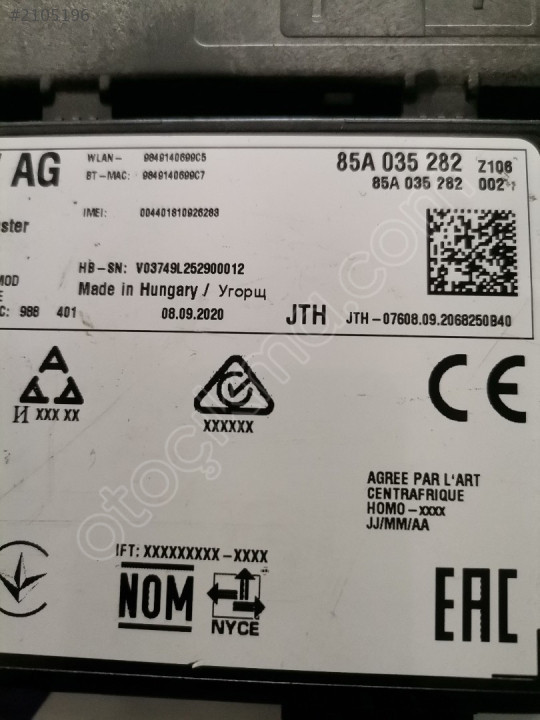 #2105196
AG
WLAN- 9849140699C5
BT-MAC: 9849140699C7
85A 035 282 Z106
85A 035 282 002
ster
IMEI: 004401810926283
HB-SN: V03749L252900012
MOD
E
Made in Hungary / Угорщ
C: 988 401
08.09.2020
JTH JTH-07608.09.2068250B40
A
И XXX XX
XXXXXX
CE
AGREE PAR L'ART
CENTRAFRIQUE
HOMO-xxxx
JJ/MM/AA
IFT: XXXXXXXXX-XXXX
NOM
NYCE
EAC
otoçıkma.com